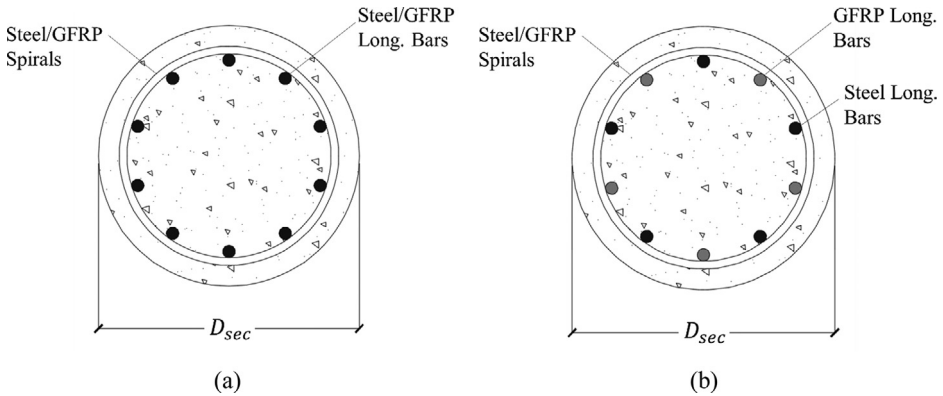 Steel/GFRP
Spirals
Steel/GFRP
Long. Bars
D_sec
(a)
Steel/GFRP
Spirals
GFRP Long.
Bars
Steel Long.
Bars
D_sec
(b)